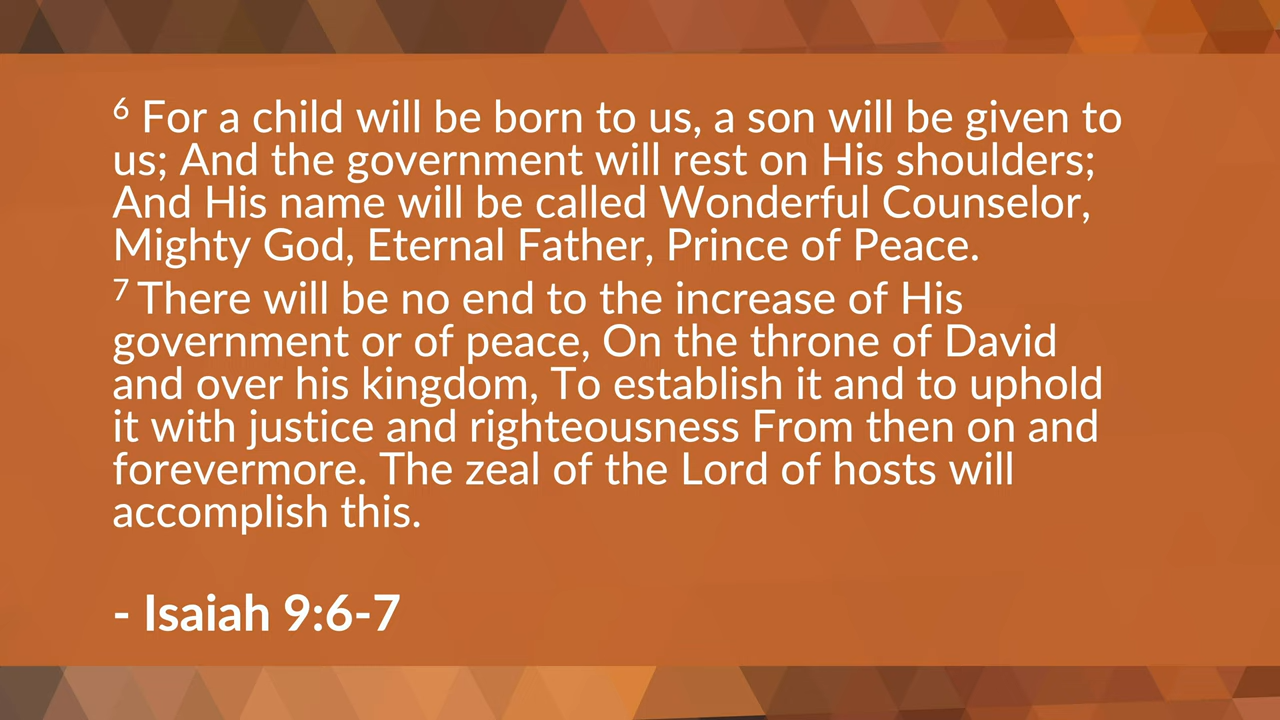 6 For a child will be born to us, a son will be given to
us; And the government will rest on His shoulders;
And His name will be called Wonderful Counselor,
Mighty God, Eternal Father, Prince of Peace.
7 There will be no end to the increase of His
government or of peace, On the throne of David
and over his kingdom, To establish it and to uphold
it with justice and righteousness From then on and
forevermore. The zeal of the Lord of hosts will
accomplish this.
- Isaiah 9:6-7